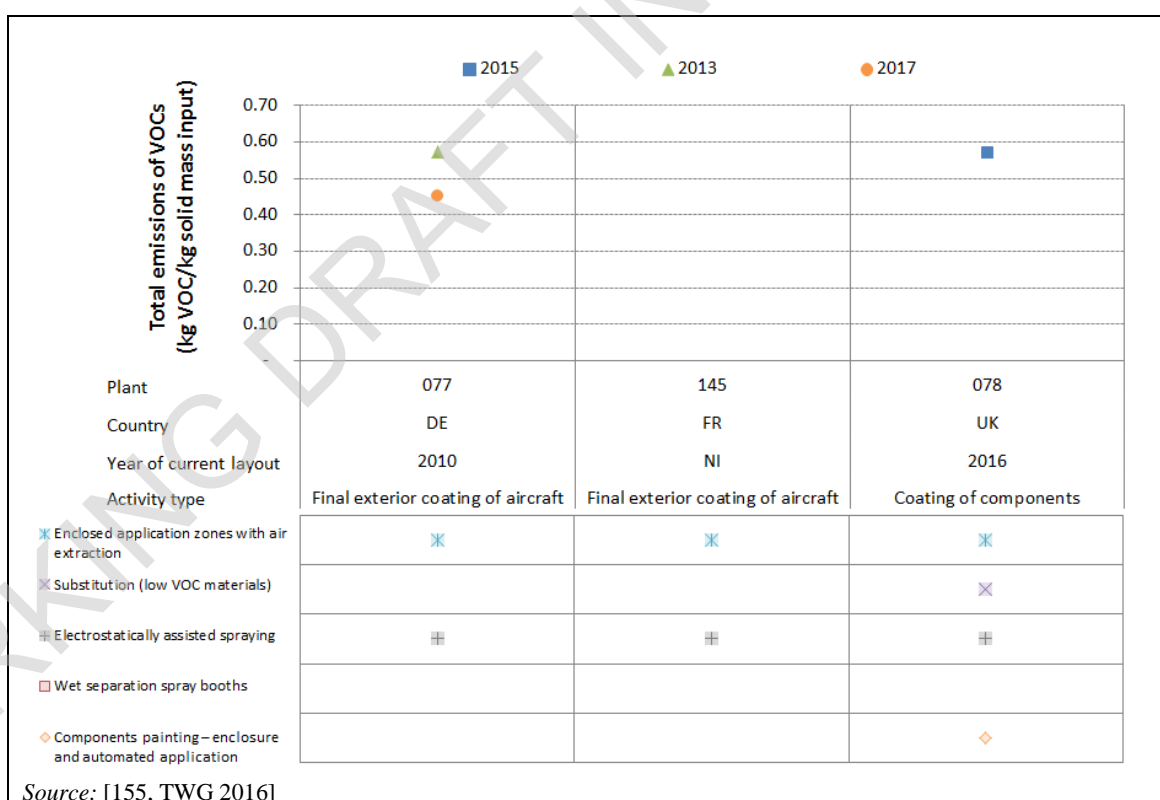 2015 2013 2017
Total emissions of VOCs
(kg VOC/kg solid mass input)
0.70
0.60
0.50
0.40
0.30
0.20
0.10
-
Plant 077 145 078
Country DE FR UK
Year of current layout 2010 NI 2016
Activity type Final exterior coating of aircraft Final exterior coating of aircraft Coating of components
Enclosed application zones with air
extraction
Substitution (low VOC materials)
Electrostatically assisted spraying
Wet separation spray booths
Components painting – enclosure
and automated application
Source: [155, TWG 2016]
RKING DRAFT IN